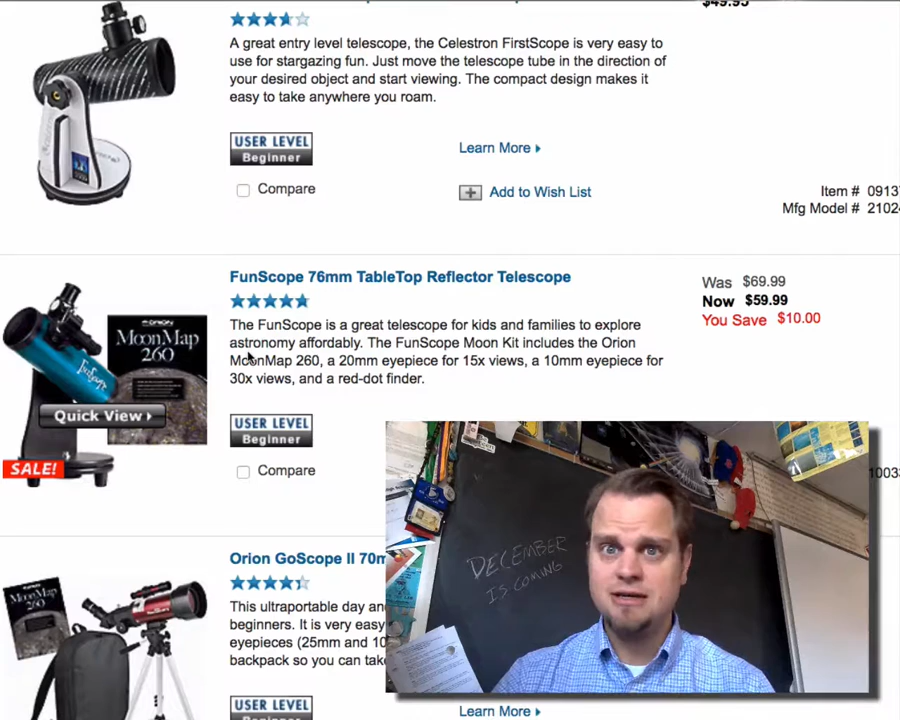 $49.95
A great entry level telescope, the Celestron FirstScope is very easy to
use for stargazing fun. Just move the telescope tube in the direction of
your desired object and start viewing. The compact design makes it
easy to take anywhere you roam.
USER LEVEL
Beginner
Learn More
Compare
+ Add to Wish List
Item # 0913
Mfg Model # 2102
FunScope 76mm TableTop Reflector Telescope
Was $69.99
Now $59.99
You Save $10.00
The FunScope is a great telescope for kids and families to explore
astronomy affordably. The FunScope Moon Kit includes the Orion
MoonMap 260, a 20mm eyepiece for 15x views, a 10mm eyepiece for
30x views, and a red-dot finder.
ORION
MoonMap
260
FunScope
Quick View
SALE!
USER LEVEL
Beginner
Compare
1003
DECEMBER
IS COMING
Orion GoScope II 70m
This ultraportable day an
beginners. It is very easy
eyepieces (25mm and 10
backpack so you can take
MoonMap
260
USER LEVEL
Beginner
Learn More